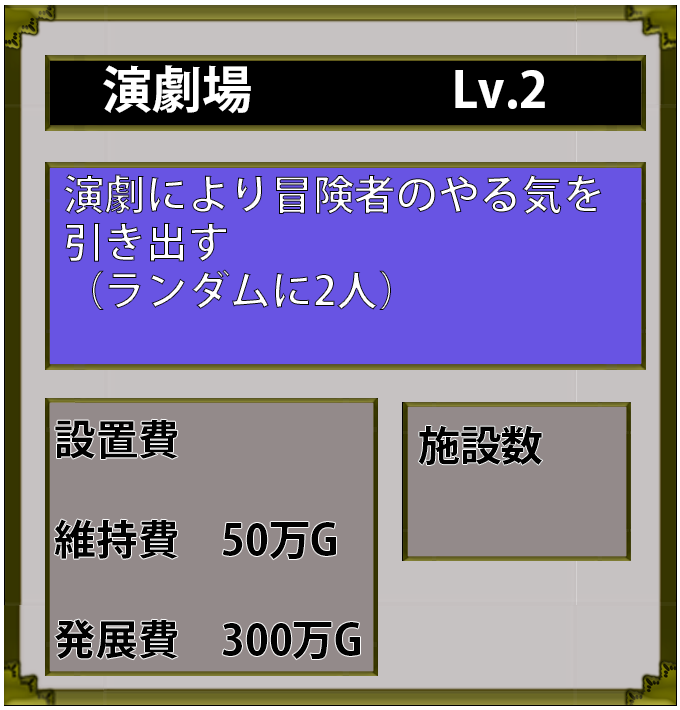 演劇場 Lv.2
演劇により冒険者のやる気を
引き出す
（ランダムに2人）
設置費
維持費 50万G
発展費 300万G
施設数